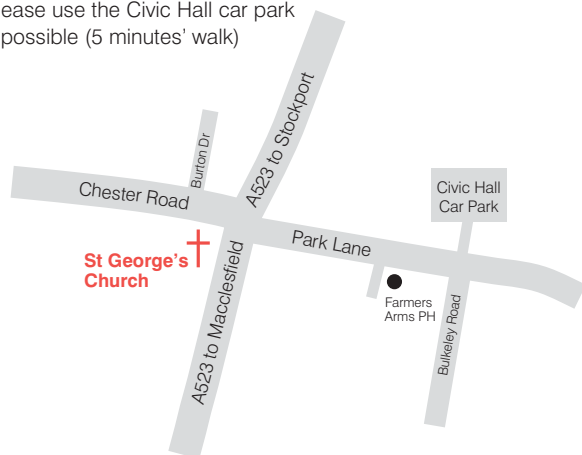 ease use the Civic Hall car park
possible (5 minutes' walk)
A523 to Stockport
Burton Dr
Chester Road
Civic Hall
Car Park
Park Lane
St George's
Church
A523 to Macclesfield
Farmers
Arms PH
Bulkeley Road